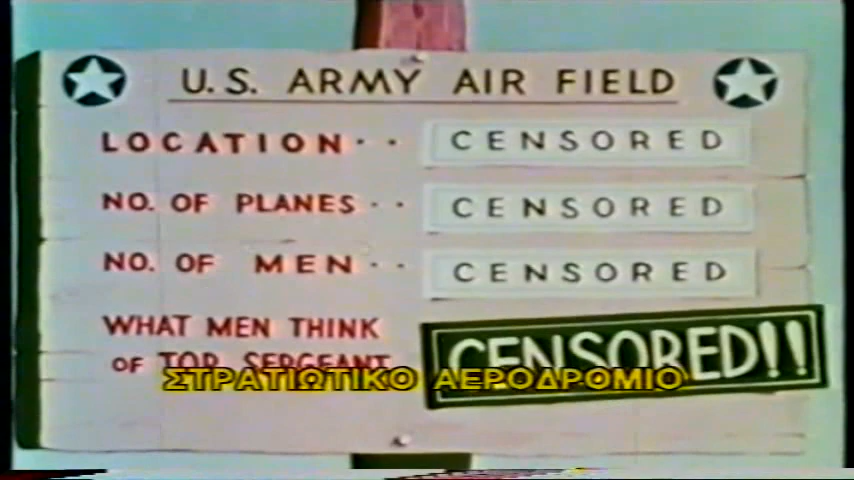 U.S. ARMY AIR FIELD
LOCATION·· CENSORED
NO. OF PLANES·· CENSORED
NO. OF MEN·· CENSORED
WHAT MEN THINK
OF TOP SERGEANT CENSORED!!
ΣΤΡΑΤΙΩΤΙΚΟ ΑΕΡΟΔΡΟΜΙΟ